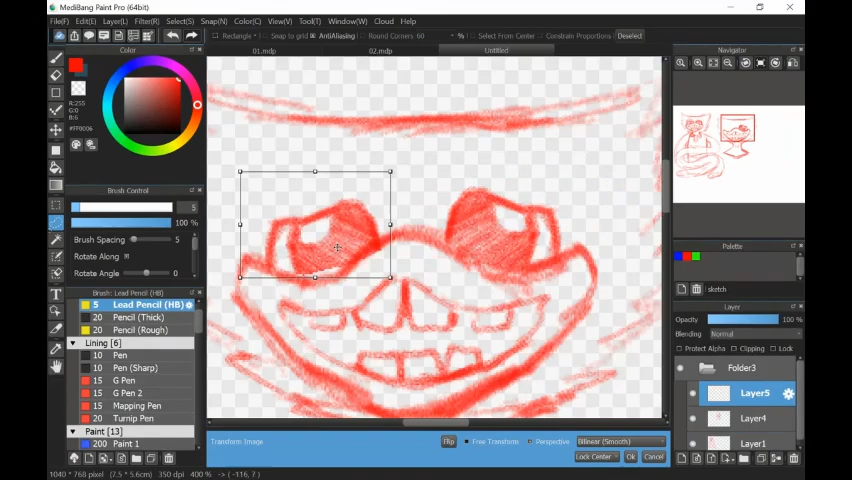 MediBang Paint Pro (64bit)
File(F) Edit(E) Layer(L) Filter(R) Select(S) Snap(N) Color(C) View(V) Tool(T) Window(W) Cloud Help
Rectangle Snap to grid AntiAliasing Round Corners 60 % Select From Center Constrain Proportions Deselect
Color
01.mdp 02.mdp Untitled
Navigator
R:255
G:0
B:6
#FF0006
Brush Control
5
100 %
Brush Spacing 5
Rotate Along
Rotate Angle 0
Brush: Lead Pencil (HB)
5 Lead Pencil (HB)
20 Pencil (Thick)
20 Pencil (Rough)
Lining [6]
10 Pen
10 Pen (Sharp)
15 G Pen
15 G Pen 2
15 Mapping Pen
20 Turnip Pen
Paint [13]
200 Paint 1
Palette
sketch
Layer
Opacity 100 %
Blending Normal
Protect Alpha Clipping Lock
Folder3
Layer5
Layer4
Layer1
Transform Image Flip Free Transform Perspective Bilinear (Smooth)
Lock Center Ok Cancel
1040 * 768 pixel (7.5 * 5.6cm) 350 dpi 400 % -> ( -116, 7)